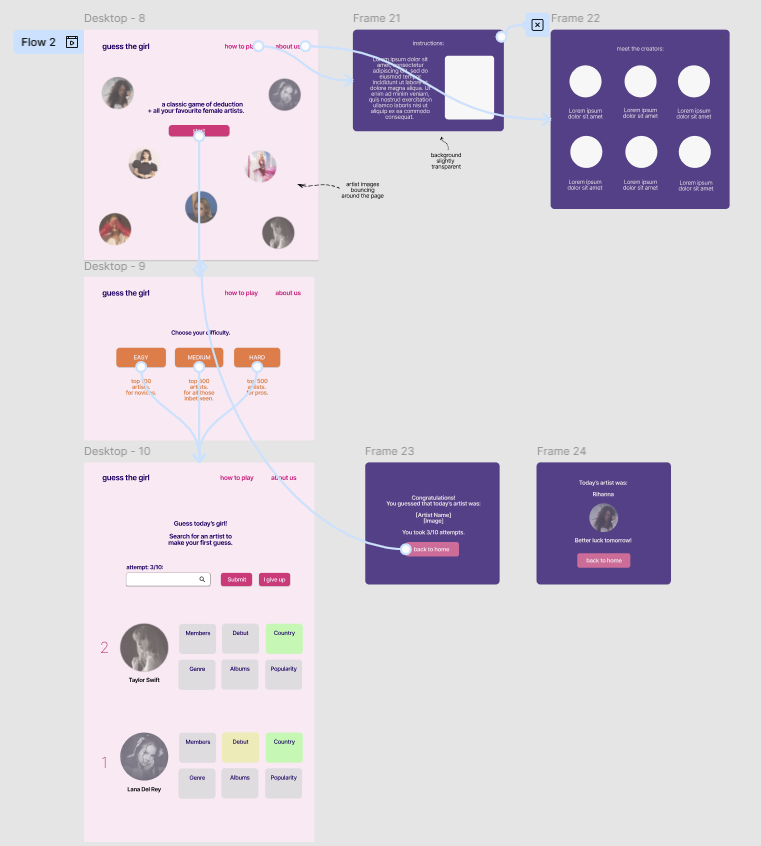 Desktop - 8
Flow 2
guess the girl
how to play
about us
a classic game of deduction
+ all your favourite female artists.
start
artist images
bouncing
around the page
Frame 21
instructions:
Lorem ipsum dolor sit
amet, consectetur
adipiscing elit, sed do
eiusmod tempor
incididunt ut labore et
dolore magna aliqua. Ut
enim ad minim veniam,
quis nostrud exercitation
ullamco laboris nisi ut
aliquip ex ea commodo
consequat.
background
slightly
transparent
Frame 22
meet the creators:
Lorem ipsum
dolor sit amet
Lorem ipsum
dolor sit amet
Lorem ipsum
dolor sit amet
Lorem ipsum
dolor sit amet
Lorem ipsum
dolor sit amet
Lorem ipsum
dolor sit amet
Desktop - 9
guess the girl
how to play
about us
Choose your difficulty.
EASY
MEDIUM
HARD
top
artists.
for novices.
top
artists.
for all those
inbetween.
top 500
artists.
for pros.
Desktop - 10
guess the girl
how to play
about us
Guess today's girl!
Search for an artist to
make your first guess.
attempt: 3/10:
Submit
I give up
2
Taylor Swift
Members
Debut
Country
Genre
Albums
Popularity
1
Lana Del Rey
Members
Debut
Country
Genre
Albums
Popularity
Frame 23
Congratulations!
You guessed that today's artist was:
[Artist Name]
[Image]
You took 3/10 attempts.
back to home
Frame 24
Today's artist was:
Rihanna
Better luck tomorrow!
back to home